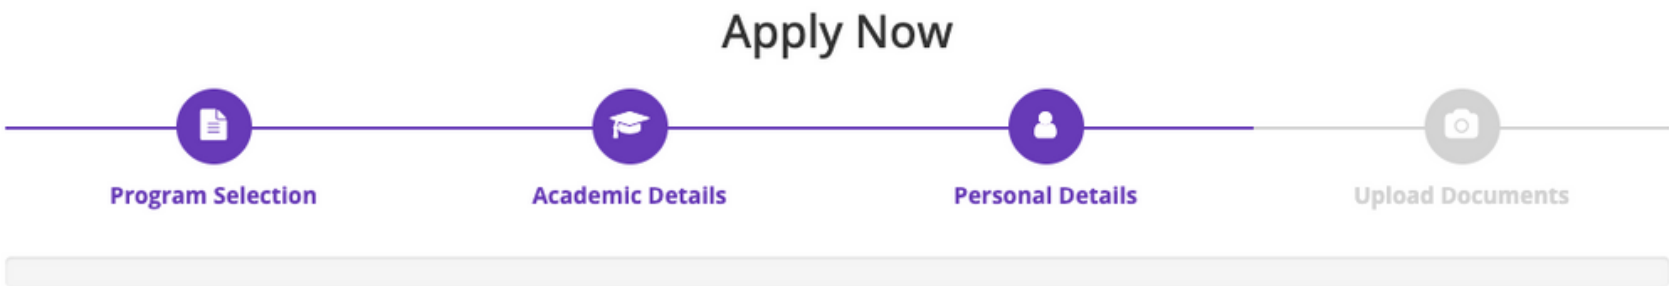 Apply Now
Program Selection Academic Details Personal Details Upload Documents